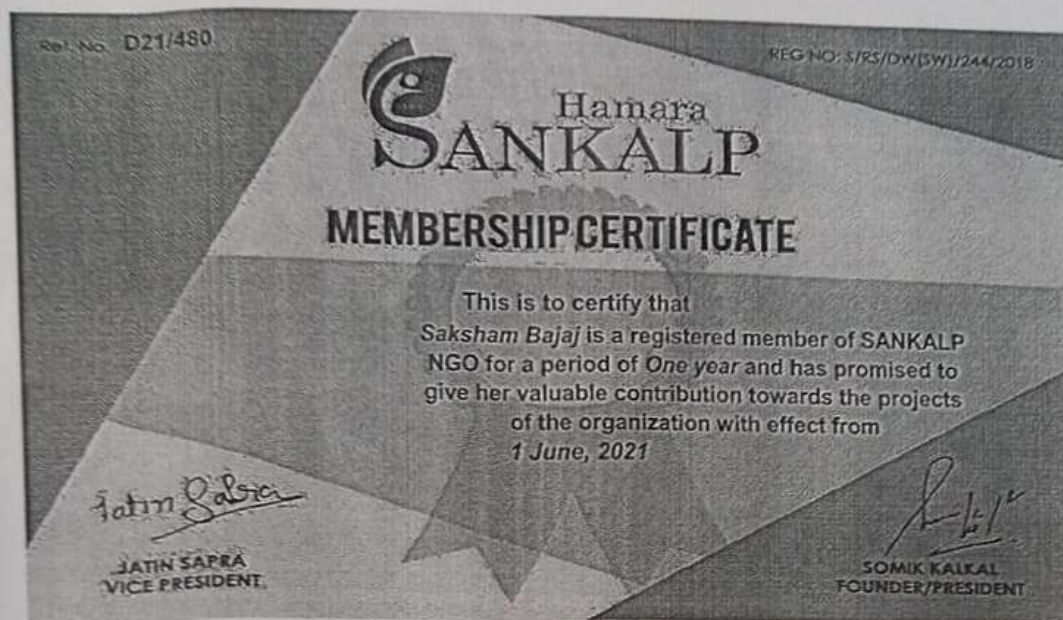 Ref. No. D21/480
REG NO: S/RS/DW(SW)/244/2018
Hamara
SANKALP
MEMBERSHIP CERTIFICATE
This is to certify that
Saksham Bajaj is a registered member of SANKALP
NGO for a period of One year and has promised to
give her valuable contribution towards the projects
of the organization with effect from
1 June, 2021
Jatin Sapra
JATIN SAPRA
VICE PRESIDENT
SOMIK KALKAL
FOUNDER/PRESIDENT